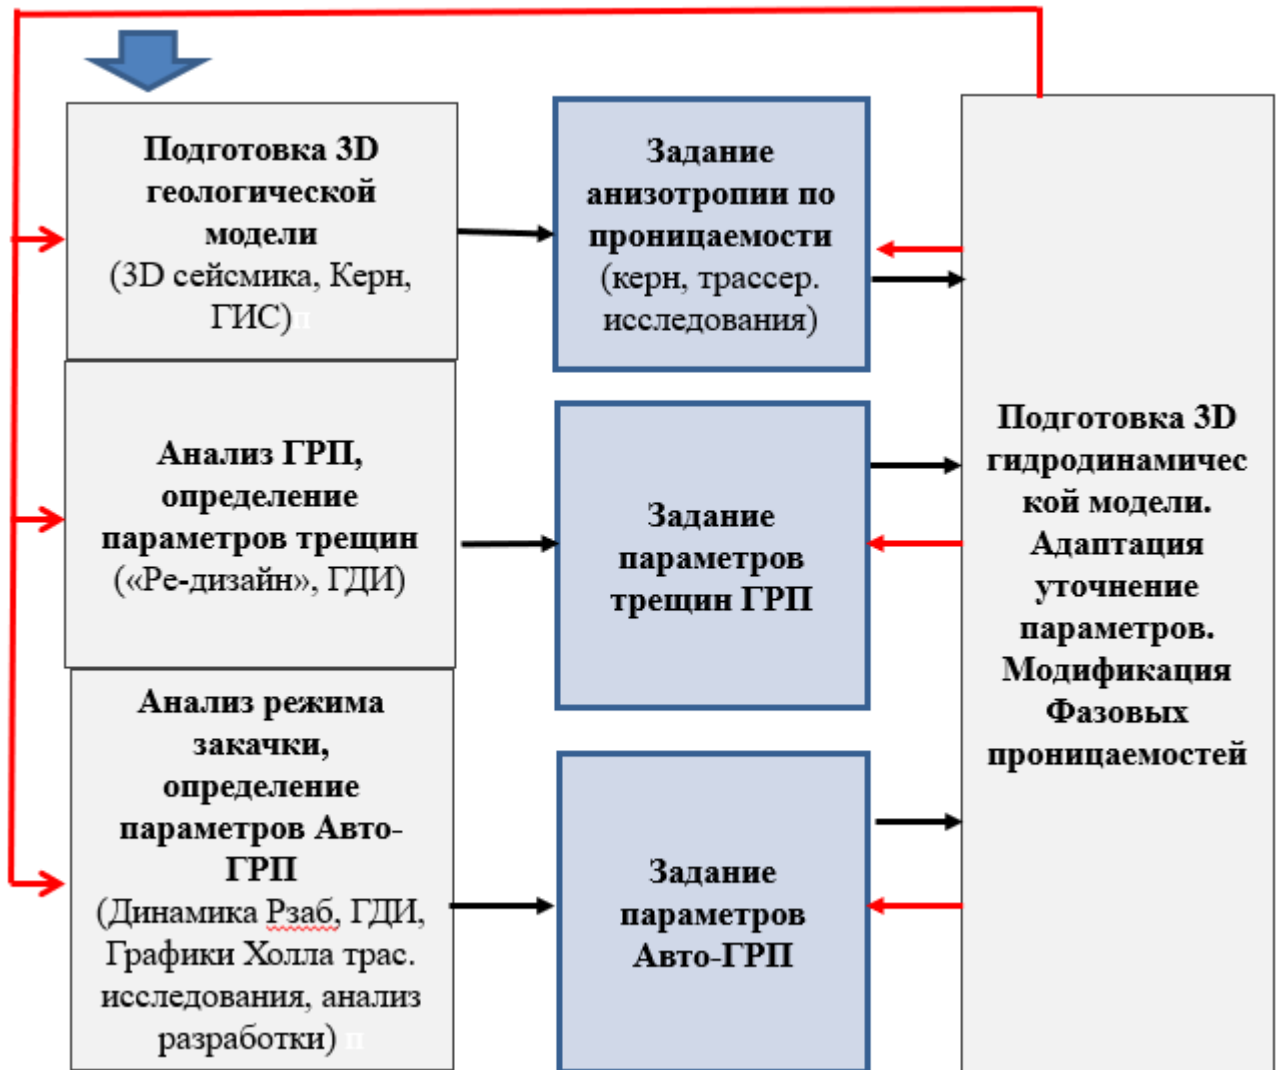 Подготовка 3D
геологической
модели
(3D сейсмика, Керн,
ГИС)п
Задание
анизотропии по
проницаемости
(керн, трассер.
исследования)
Анализ ГРП,
определение
параметров трещин
(«Ре-дизайн», ГДИ)
Задание
параметров
трещин ГРП
Анализ режима
закачки,
определение
параметров Авто-
ГРП
(Динамика Рзаб, ГДИ,
Графики Холла трас.
исследования, анализ
разработки) п
Задание
параметров
Авто-ГРП
Подготовка 3D
гидродинамичес
кой модели.
Адаптация
уточнение
параметров.
Модификация
Фазовых
проницаемостей